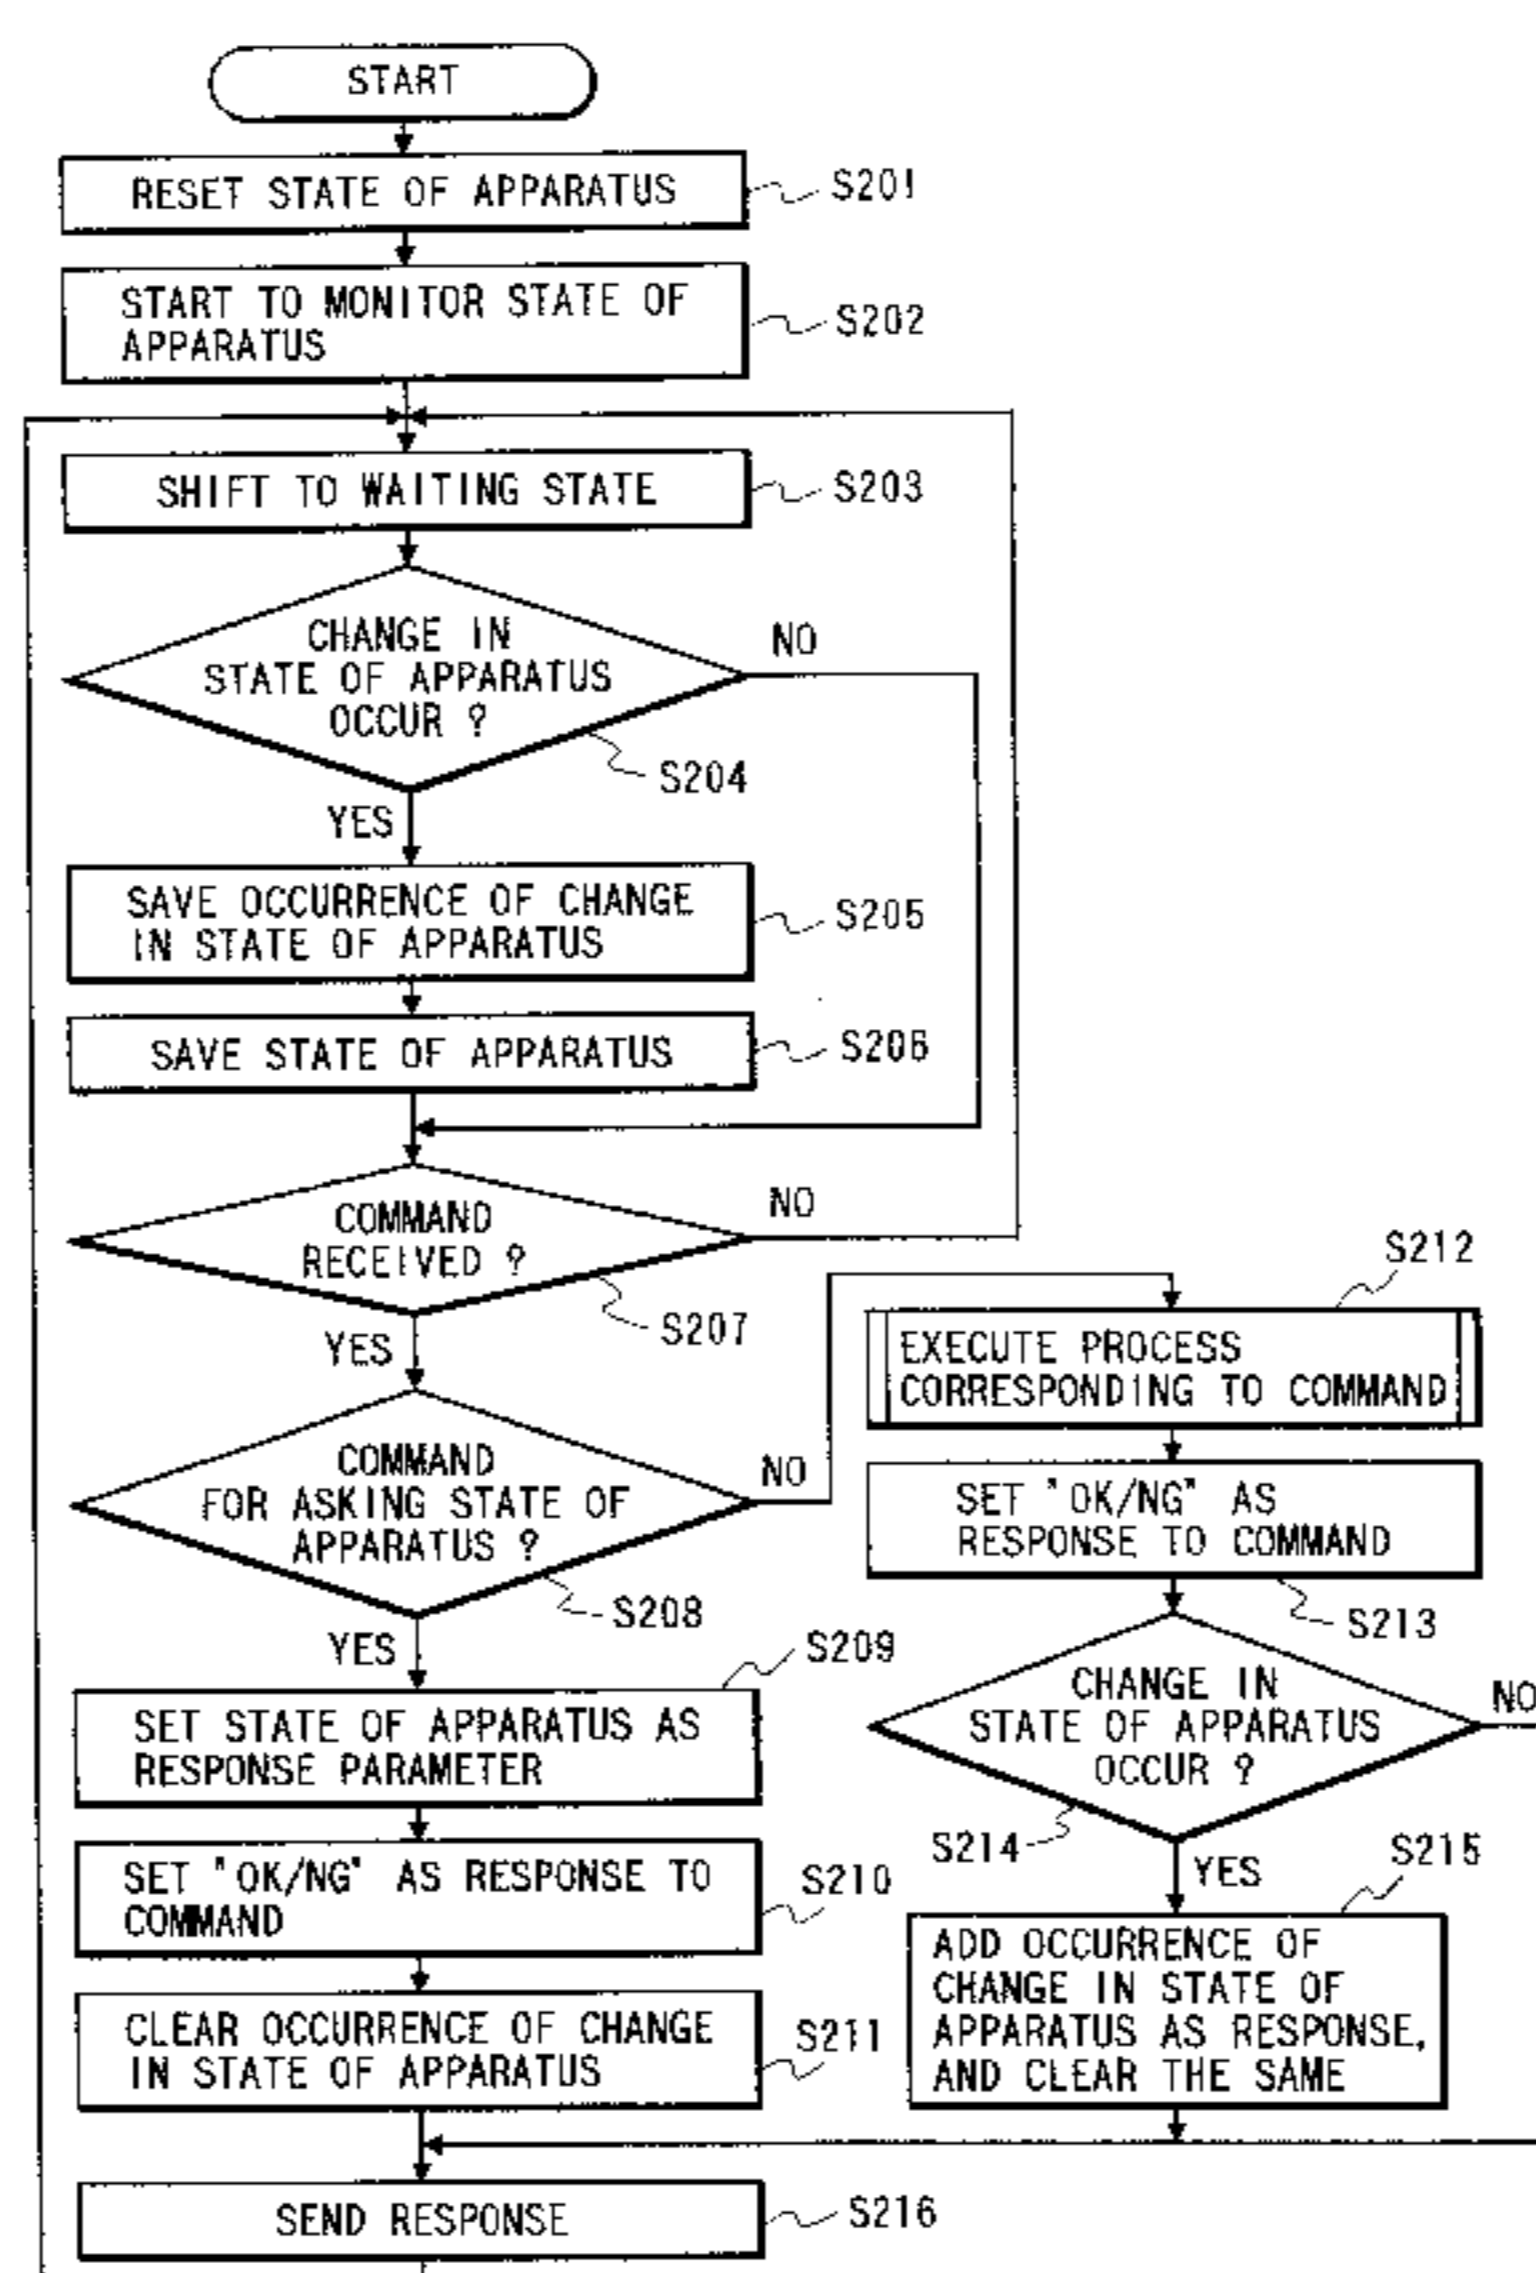 START
RESET STATE OF APPARATUS
S201
START TO MONITOR STATE OF
APPARATUS
S202
SHIFT TO WAITING STATE
S203
CHANGE IN
STATE OF APPARATUS
OCCUR ?
NO
S204
YES
SAVE OCCURRENCE OF CHANGE
IN STATE OF APPARATUS
S205
SAVE STATE OF APPARATUS
S206
COMMAND
RECEIVED ?
NO
S207
YES
COMMAND
FOR ASKING STATE OF
APPARATUS ?
NO
S208
YES
S209
SET STATE OF APPARATUS AS
RESPONSE PARAMETER
SET "OK/NG" AS RESPONSE TO
COMMAND
S210
CLEAR OCCURRENCE OF CHANGE
IN STATE OF APPARATUS
S211
S212
EXECUTE PROCESS
CORRESPONDING TO COMMAND
SET "OK/NG" AS
RESPONSE TO COMMAND
S213
CHANGE IN
STATE OF APPARATUS
OCCUR ?
NO
S214
YES
S215
ADD OCCURRENCE OF
CHANGE IN STATE OF
APPARATUS AS RESPONSE,
AND CLEAR THE SAME
SEND RESPONSE
S216